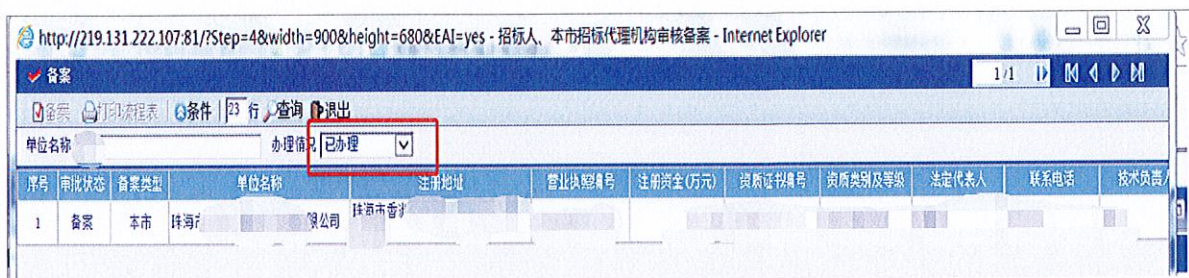 http://219.131.222.107:81/?Step=4&width=900&height=680&EAI=yes - 招标人、本市招标代理机构审核备案 - Internet Explorer
备案 1/1
备案 打印流程表 条件 23 行 查询 退出
单位名称 办理情况 已办理
序号 审批状态 备案类型 单位名称 注册地址 营业执照编号 注册资金(万元) 资质证书编号 资质类别及等级 法定代表人 联系电话 技术负责人
1 备案 本市 珠海市 限公司 珠海市香